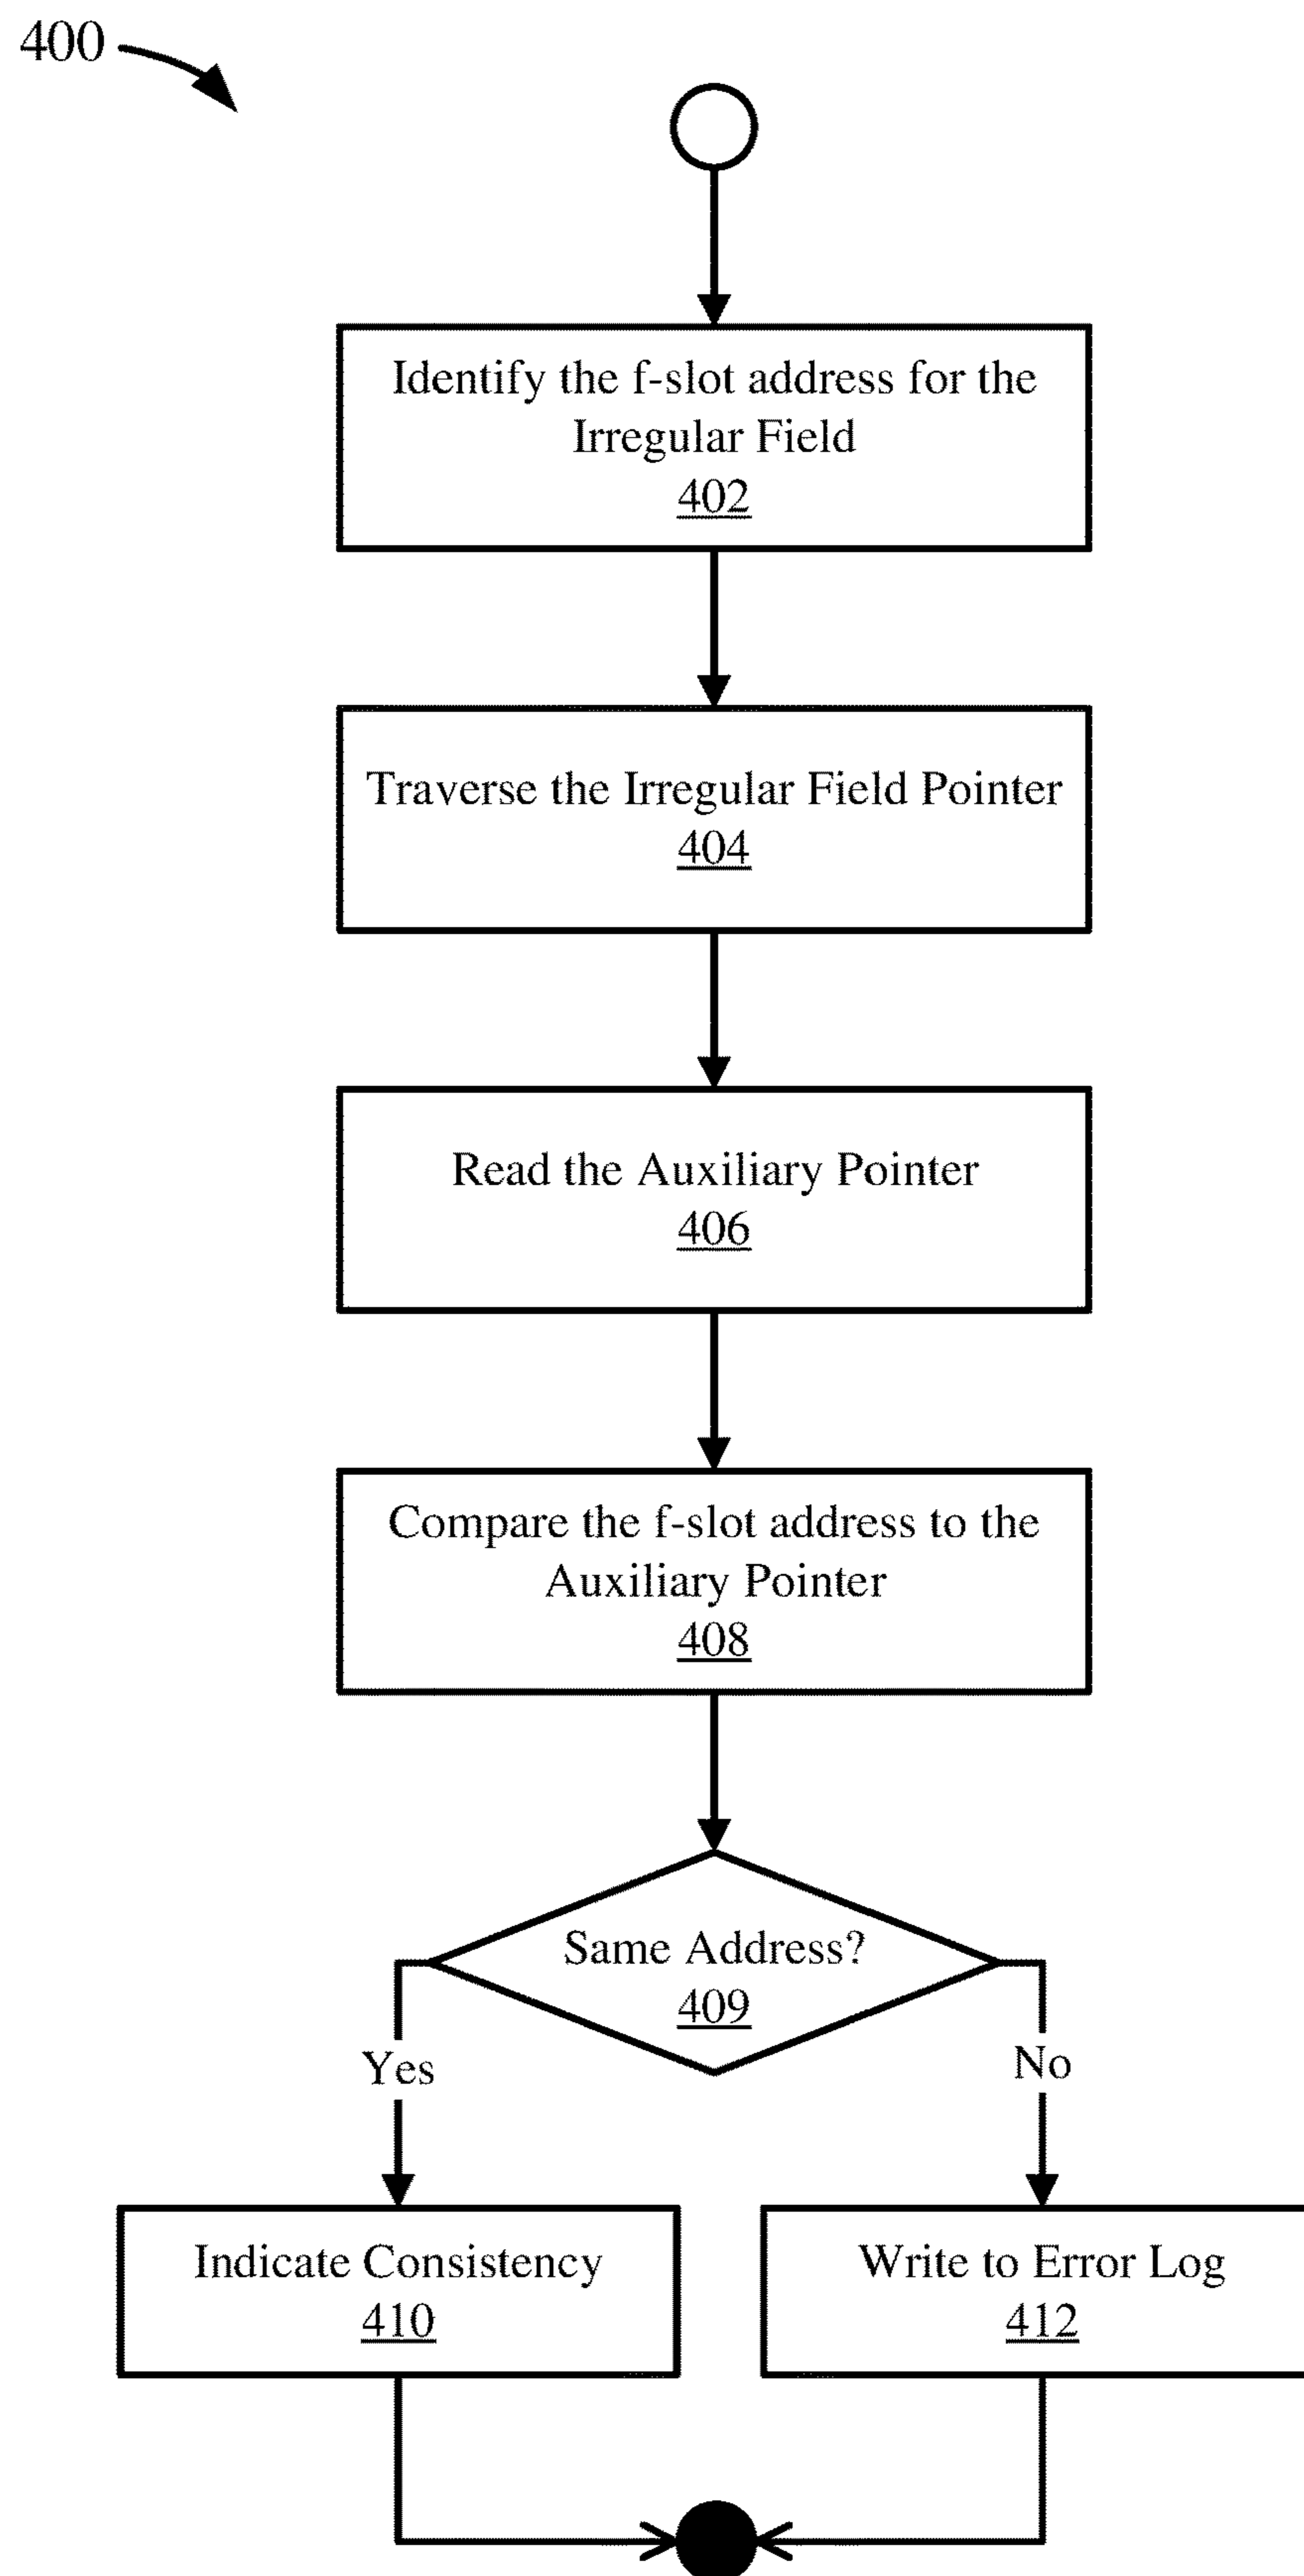 400
Identify the f-slot address for the
Irregular Field
402
Traverse the Irregular Field Pointer
404
Read the Auxiliary Pointer
406
Compare the f-slot address to the
Auxiliary Pointer
408
Same Address?
409
Yes
No
Indicate Consistency
410
Write to Error Log
412